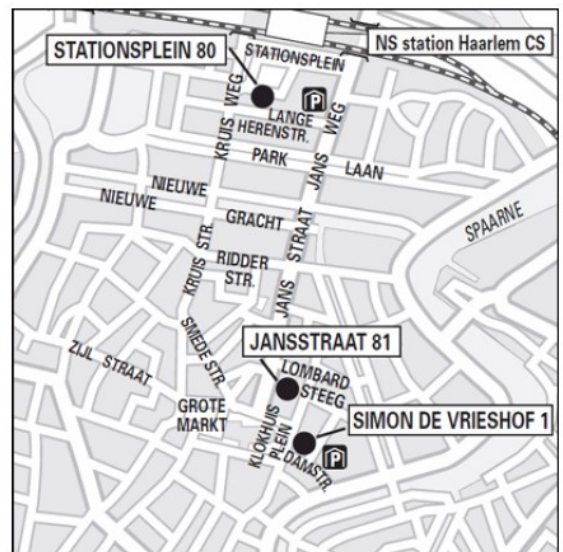 NS station Haarlem CS
STATIONSPLEIN 80
STATIONSPLEIN
P
LANGE
HERENSTR.
KRUIS WEG
JANS WEG
PARK LAAN
NIEUWE
NIEUWE
GRACHT
SPAARNE
KRUIS STR.
RIDDER
STR.
JANS STRAAT
SMEDE STR.
ZIJL STRAAT
JANSSTRAAT 81
LOMBARD
STEEG
GROTE
MARKT
KLOKHUIS
PLEIN
SIMON DE VRIESHOF 1
DAMSTR.
P